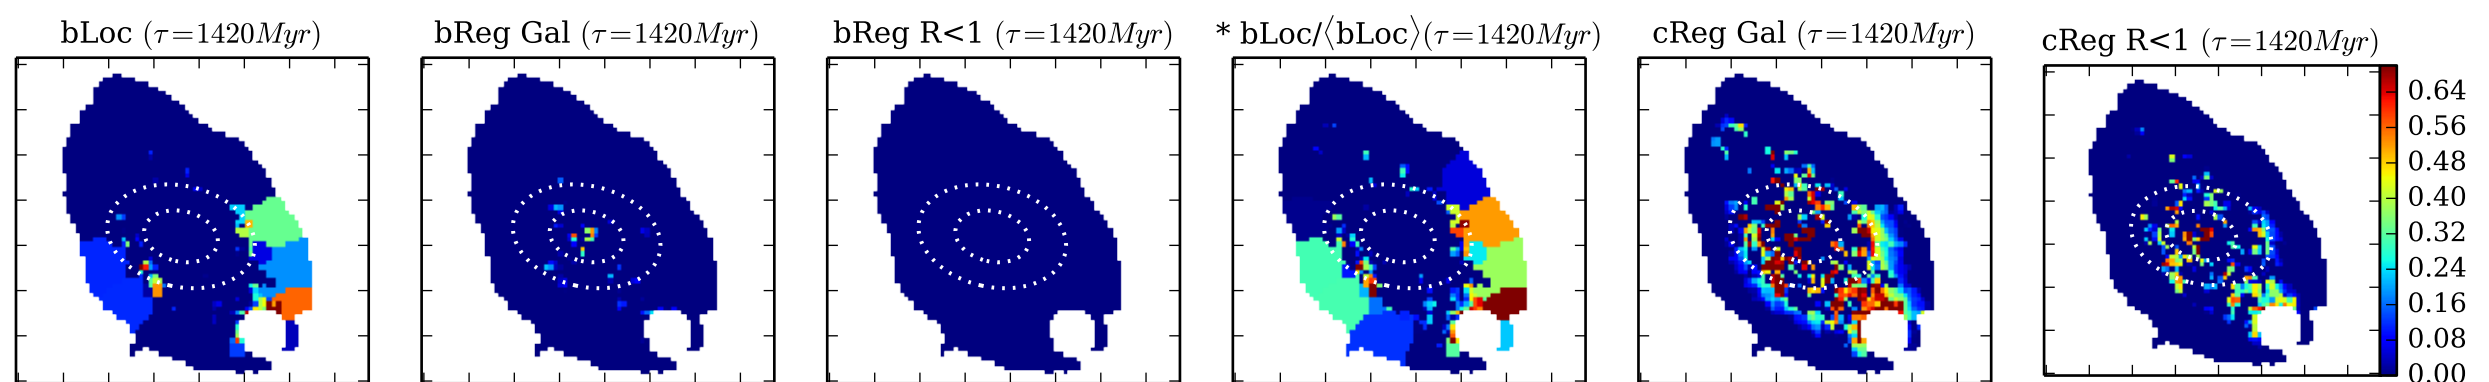 bLoc (τ=1420Myr)
bReg Gal (τ=1420Myr)
bReg R<1 (τ=1420Myr)
* bLoc/⟨bLoc⟩(τ=1420Myr)
cReg Gal (τ=1420Myr)
cReg R<1 (τ=1420Myr)
0.64
0.56
0.48
0.40
0.32
0.24
0.16
0.08
0.00